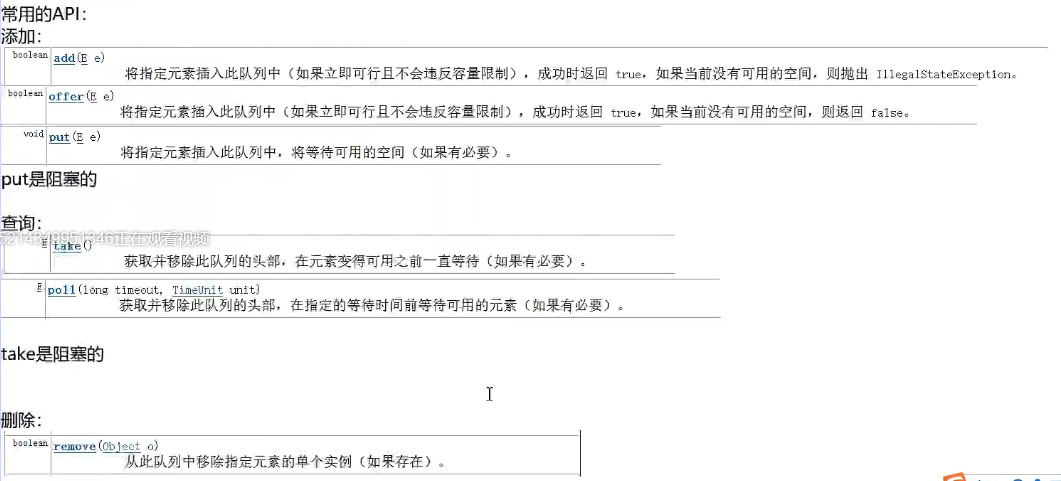 常用的API：
添加：
boolean add(E e)
将指定元素插入此队列中（如果立即可行且不会违反容量限制），成功时返回 true，如果当前没有可用的空间，则抛出 IllegalStateException。
boolean offer(E e)
将指定元素插入此队列中（如果立即可行且不会违反容量限制），成功时返回 true，如果当前没有可用的空间，则返回 false。
void put(E e)
将指定元素插入此队列中，将等待可用的空间（如果有必要）。
put是阻塞的
查询：
5214349951346正在观看视频
E take()
获取并移除此队列的头部，在元素变得可用之前一直等待（如果有必要）。
E poll(long timeout, TimeUnit unit)
获取并移除此队列的头部，在指定的等待时间前等待可用的元素（如果有必要）。
take是阻塞的
删除：
boolean remove(Object o)
从此队列中移除指定元素的单个实例（如果存在）。